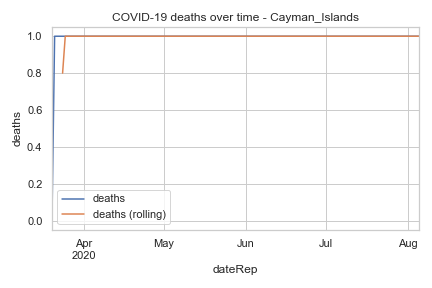 COVID-19 deaths over time - Cayman_Islands
deaths
1.0
0.8
0.6
0.4
0.2
0.0
deaths
deaths (rolling)
Apr
2020
May
Jun
Jul
Aug
dateRep